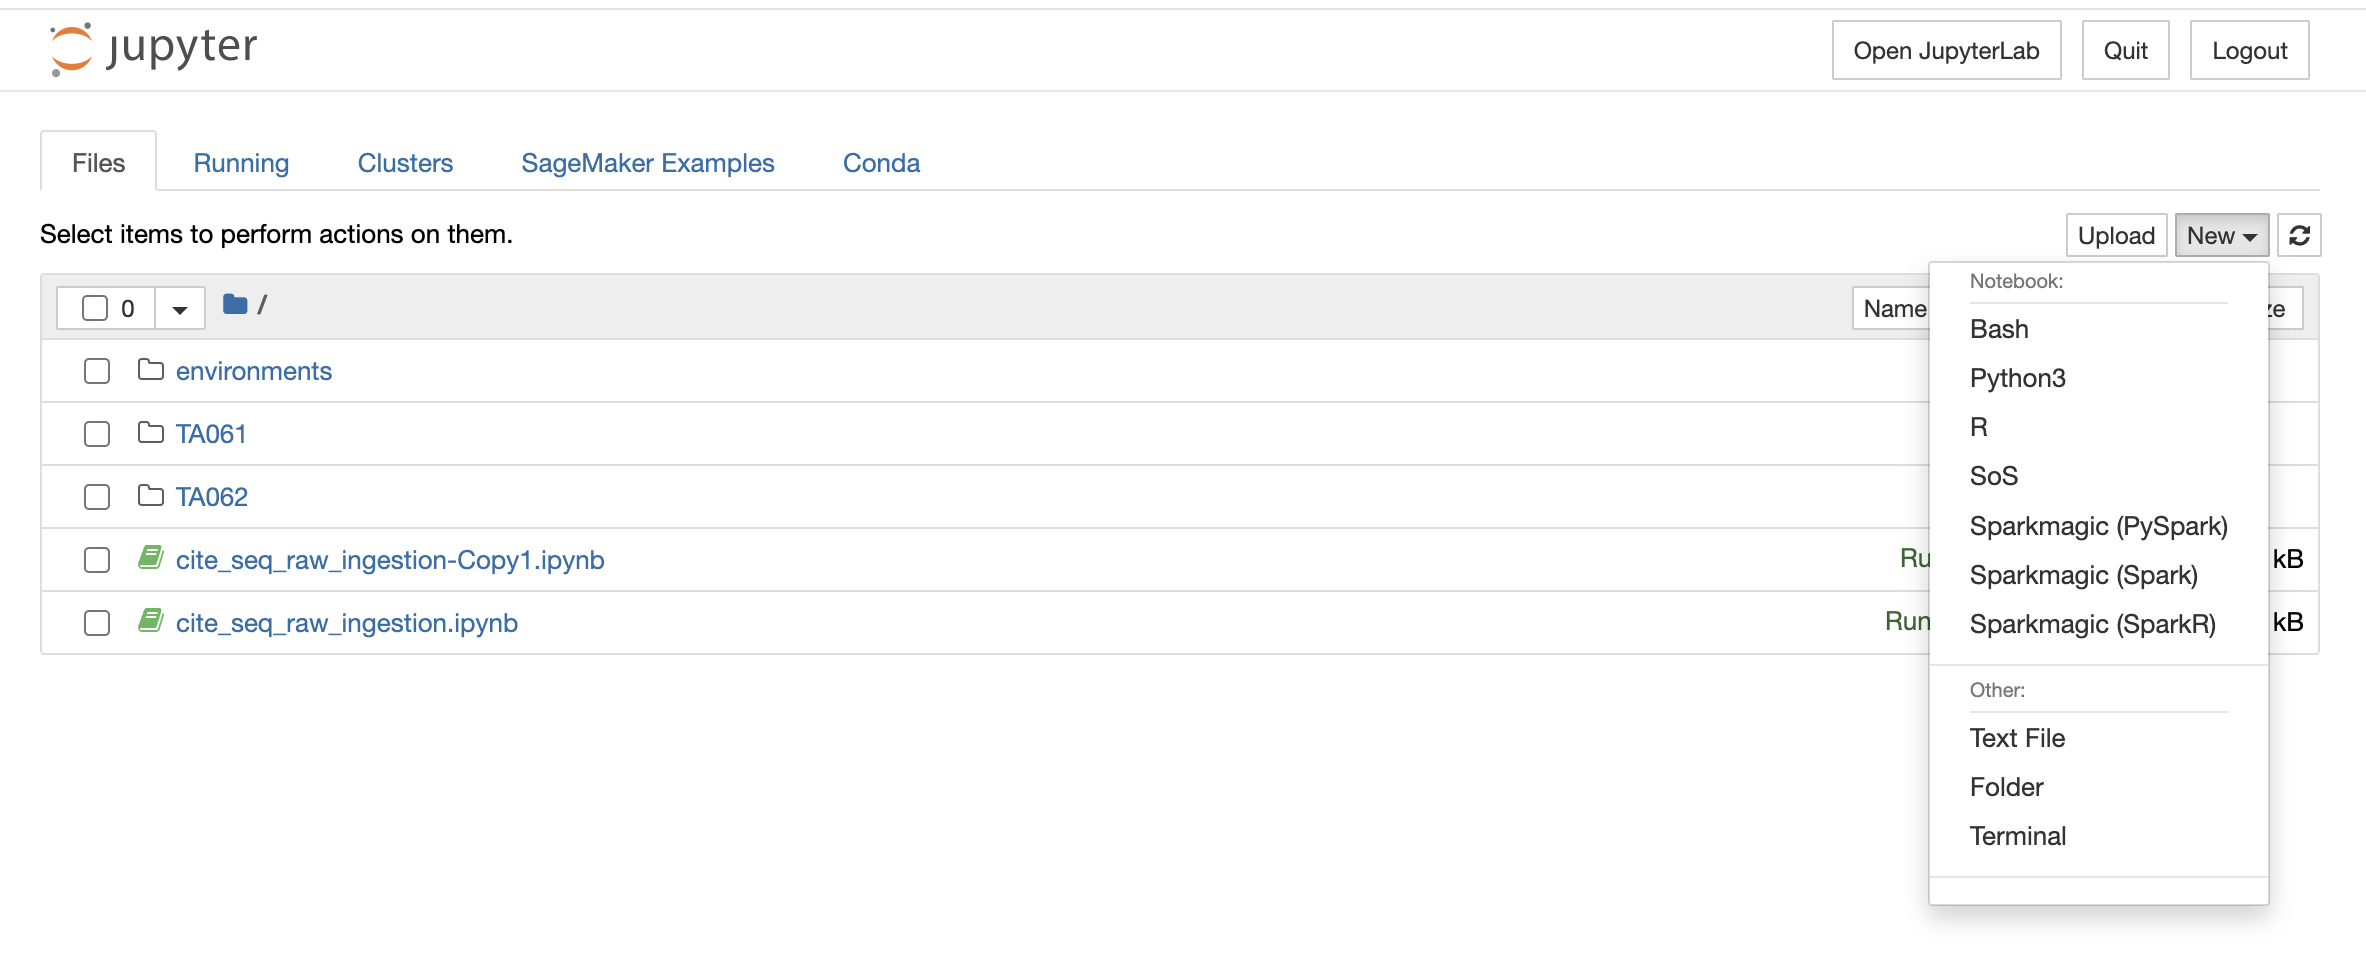 jupyter
Open JupyterLab Quit Logout
Files Running Clusters SageMaker Examples Conda
Select items to perform actions on them.
Upload New
0 / Name
Notebook:
Bash
Python3
R
SoS
Sparkmagic (PySpark)
Sparkmagic (Spark)
Sparkmagic (SparkR)
Other:
Text File
Folder
Terminal
environments
TA061
TA062
cite_seq_raw_ingestion-Copy1.ipynb Ru kB
cite_seq_raw_ingestion.ipynb Run kB